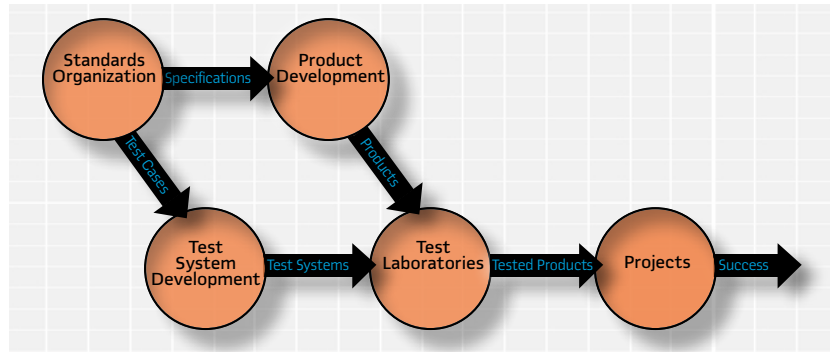 Standards
Organization
Specifications
Product
Development
Test Cases
Products
Test
System
Development
Test Systems
Test
Laboratories
Tested Products
Projects
Success